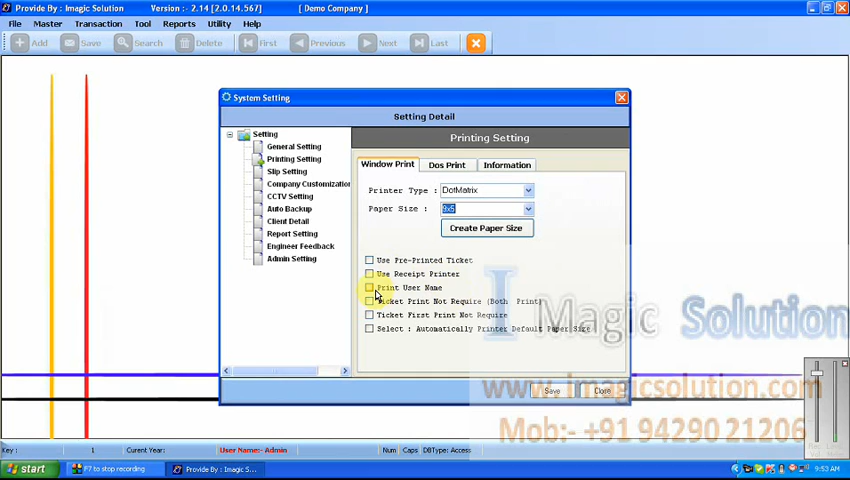 Provide By : Imagic Solution Version :- 2.14 [2.0.14.567] [ Demo Company ]
File Master Transaction Tool Reports Utility Help
Add Save Search Delete First Previous Next Last
System Setting
Setting Detail
Setting
General Setting
Printing Setting
Slip Setting
Company Customization
CCTV Setting
Auto Backup
Client Detail
Report Setting
Engineer Feedback
Admin Setting
Printing Setting
Window Print Dos Print Information
Printer Type : DotMatrix
Paper Size : 9x5
Create Paper Size
Use Pre-Printed Ticket
Use Receipt Printer
Print User Name
Ticket Print Not Require (Both Print)
Ticket First Print Not Require
Select : Automatically Printer Default Paper Size
Save Close
I Magic Solution
www.imagicsolution.com
Mob:- +91 94290 21206
Key : 1 Curent Year: User Name:- Admin Num Caps DBType: Access
start F7 to stop recording Provide By : Imagic S... 9:53 AM